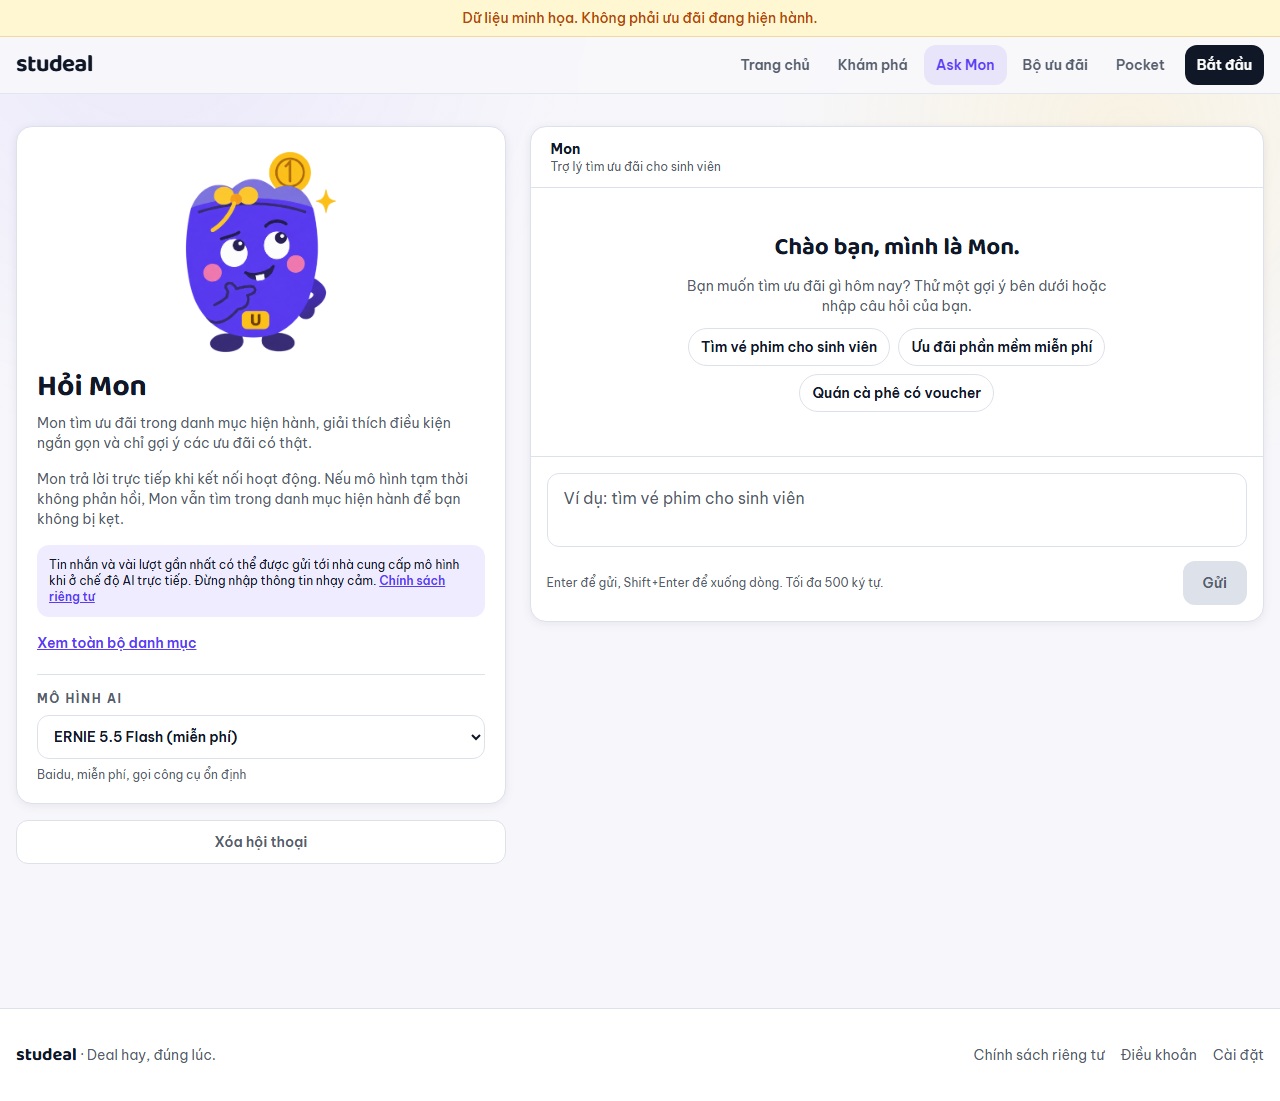 Dữ liệu minh họa. Không phải ưu đãi đang hiện hành.
studeal
Trang chủ
Khám phá
Ask Mon
Bộ ưu đãi
Pocket
Bắt đầu
1
U
Hỏi Mon
Mon tìm ưu đãi trong danh mục hiện hành, giải thích điều kiện
ngắn gọn và chỉ gợi ý các ưu đãi có thật.
Mon trả lời trực tiếp khi kết nối hoạt động. Nếu mô hình tạm thời
không phản hồi, Mon vẫn tìm trong danh mục hiện hành để bạn
không bị kẹt.
Tin nhắn và vài lượt gần nhất có thể được gửi tới nhà cung cấp mô hình
khi ở chế độ AI trực tiếp. Đừng nhập thông tin nhạy cảm. Chính sách
riêng tư
Xem toàn bộ danh mục
MÔ HÌNH AI
ERNIE 5.5 Flash (miễn phí)
Baidu, miễn phí, gọi công cụ ổn định
Xóa hội thoại
Mon
Trợ lý tìm ưu đãi cho sinh viên
Chào bạn, mình là Mon.
Bạn muốn tìm ưu đãi gì hôm nay? Thử một gợi ý bên dưới hoặc
nhập câu hỏi của bạn.
Tìm vé phim cho sinh viên
Ưu đãi phần mềm miễn phí
Quán cà phê có voucher
Ví dụ: tìm vé phim cho sinh viên
Enter để gửi, Shift+Enter để xuống dòng. Tối đa 500 ký tự.
Gửi
studeal · Deal hay, đúng lúc.
Chính sách riêng tư
Điều khoản
Cài đặt